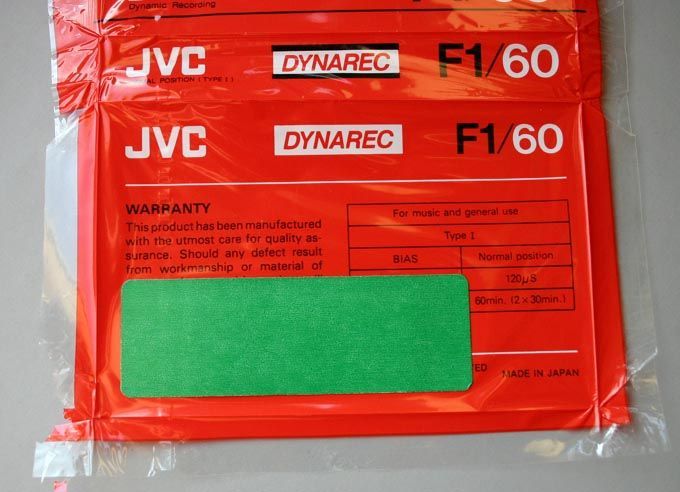 Dynamic Recording
60
JVC
DYNAREC
F1/60
AL POSITION (TYPE I)
JVC
DYNAREC
F1/60
WARRANTY
This product has been manufactured
with the utmost care for quality as-
surance. Should any defect result
from workmanship or material of
For music and general use
Type I
BIAS
Normal position
120µS
60min. (2×30min.)
TED
MADE IN JAPAN